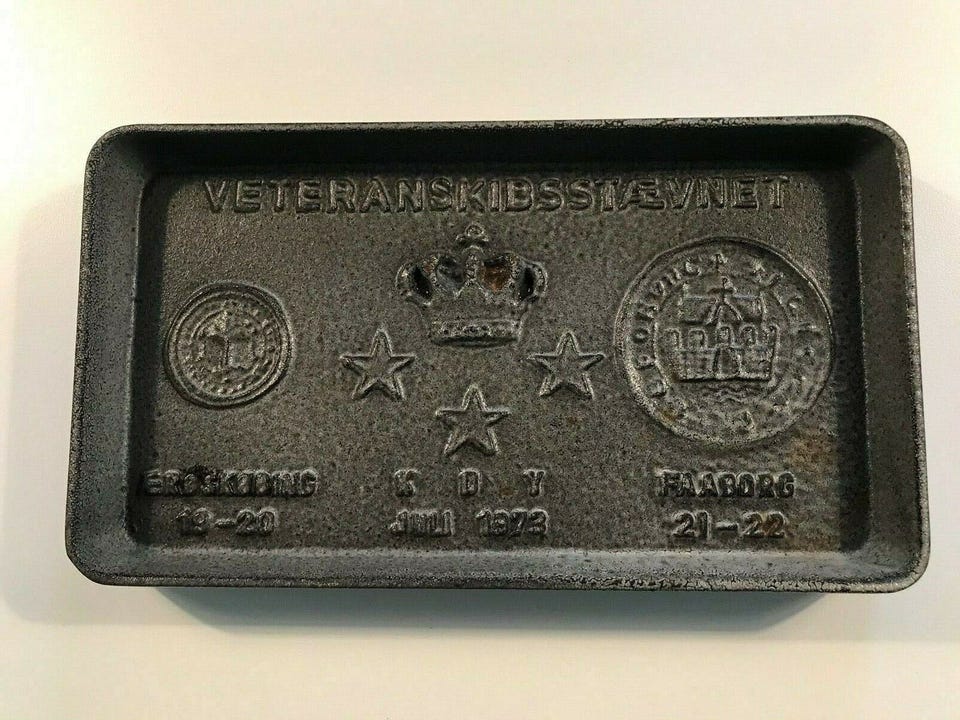 VETERANSKIBSSTÆVNET
ÆRØSKØBING K D Y FAABORG
19-20 JULI 1973 21-22